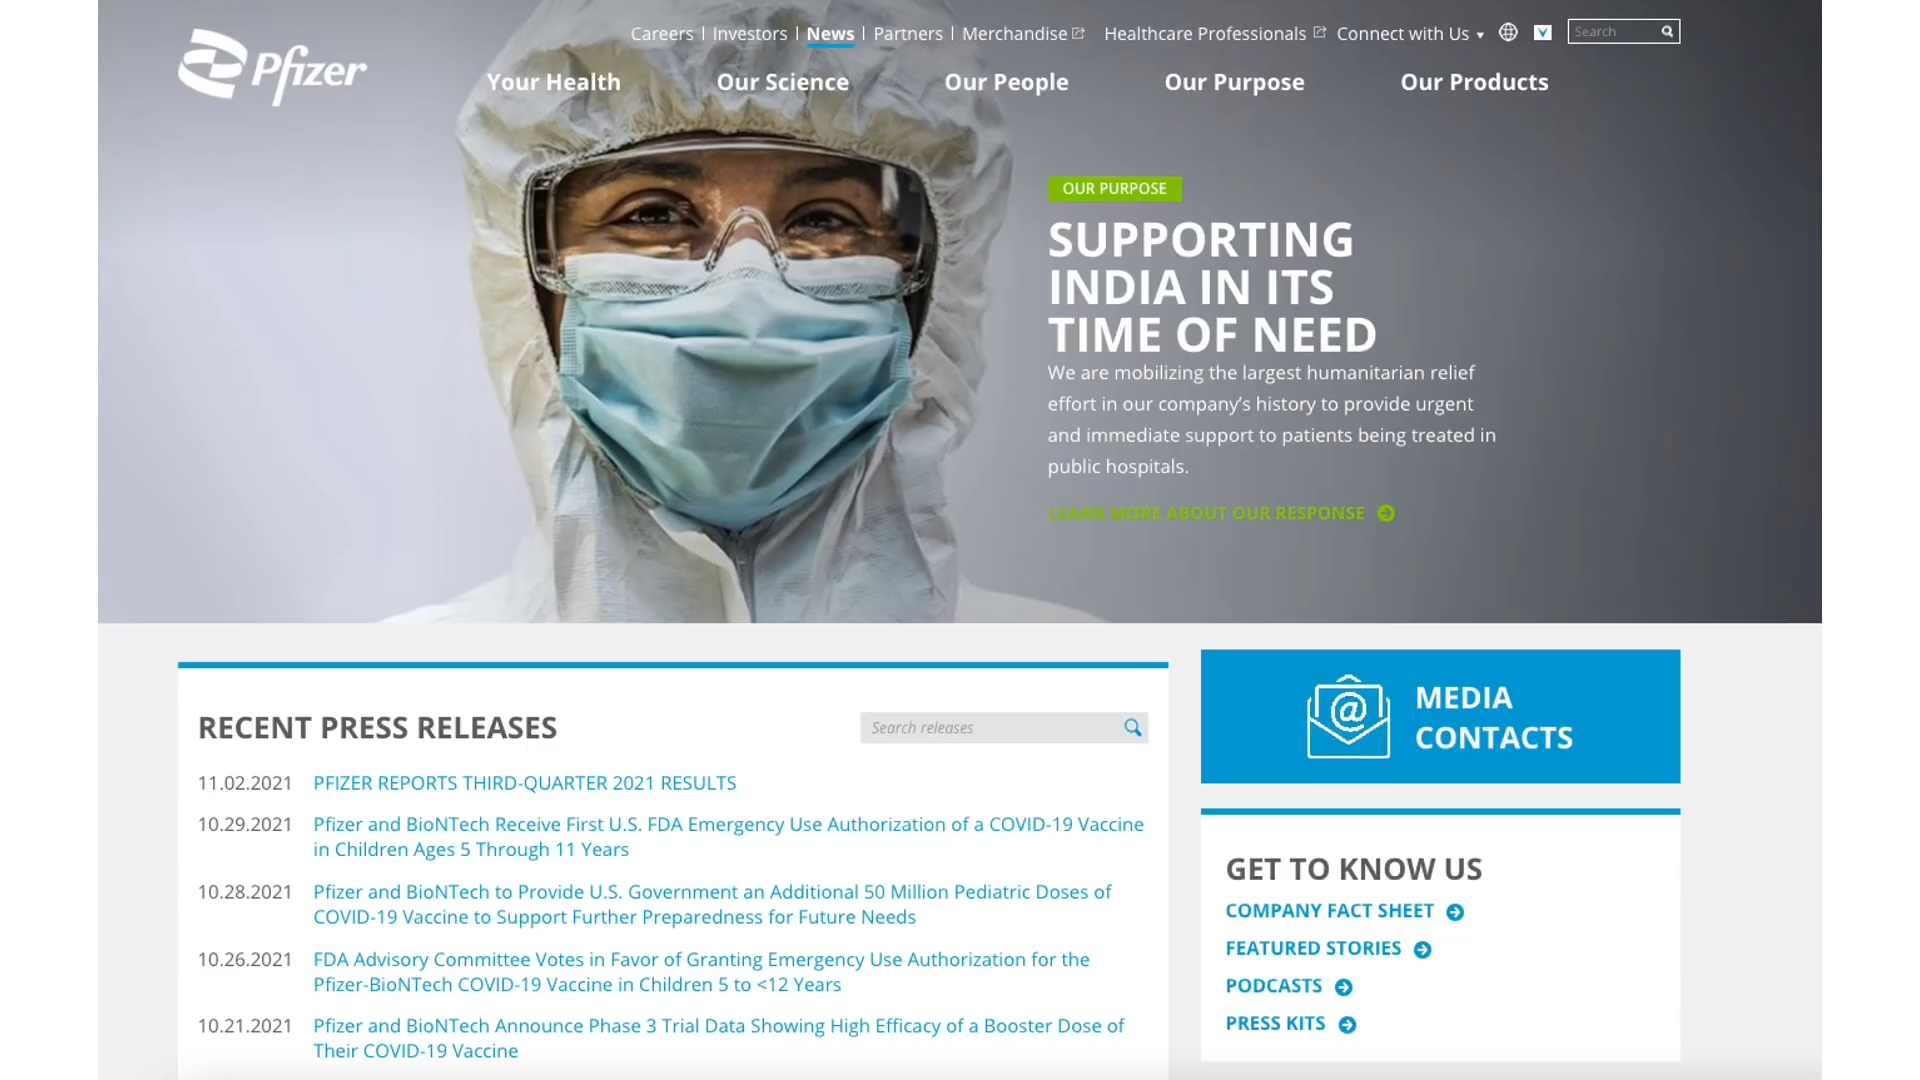 Careers | Investors | News | Partners | Merchandise Healthcare Professionals Connect with Us Search
Pfizer
Your Health Our Science Our People Our Purpose Our Products
OUR PURPOSE
SUPPORTING
INDIA IN ITS
TIME OF NEED
We are mobilizing the largest humanitarian relief
effort in our company’s history to provide urgent
and immediate support to patients being treated in
public hospitals.
LEARN MORE ABOUT OUR RESPONSE
RECENT PRESS RELEASES
Search releases
11.02.2021 PFIZER REPORTS THIRD-QUARTER 2021 RESULTS
10.29.2021 Pfizer and BioNTech Receive First U.S. FDA Emergency Use Authorization of a COVID-19 Vaccine
in Children Ages 5 Through 11 Years
10.28.2021 Pfizer and BioNTech to Provide U.S. Government an Additional 50 Million Pediatric Doses of
COVID-19 Vaccine to Support Further Preparedness for Future Needs
10.26.2021 FDA Advisory Committee Votes in Favor of Granting Emergency Use Authorization for the
Pfizer-BioNTech COVID-19 Vaccine in Children 5 to <12 Years
10.21.2021 Pfizer and BioNTech Announce Phase 3 Trial Data Showing High Efficacy of a Booster Dose of
Their COVID-19 Vaccine
@
MEDIA
CONTACTS
GET TO KNOW US
COMPANY FACT SHEET
FEATURED STORIES
PODCASTS
PRESS KITS